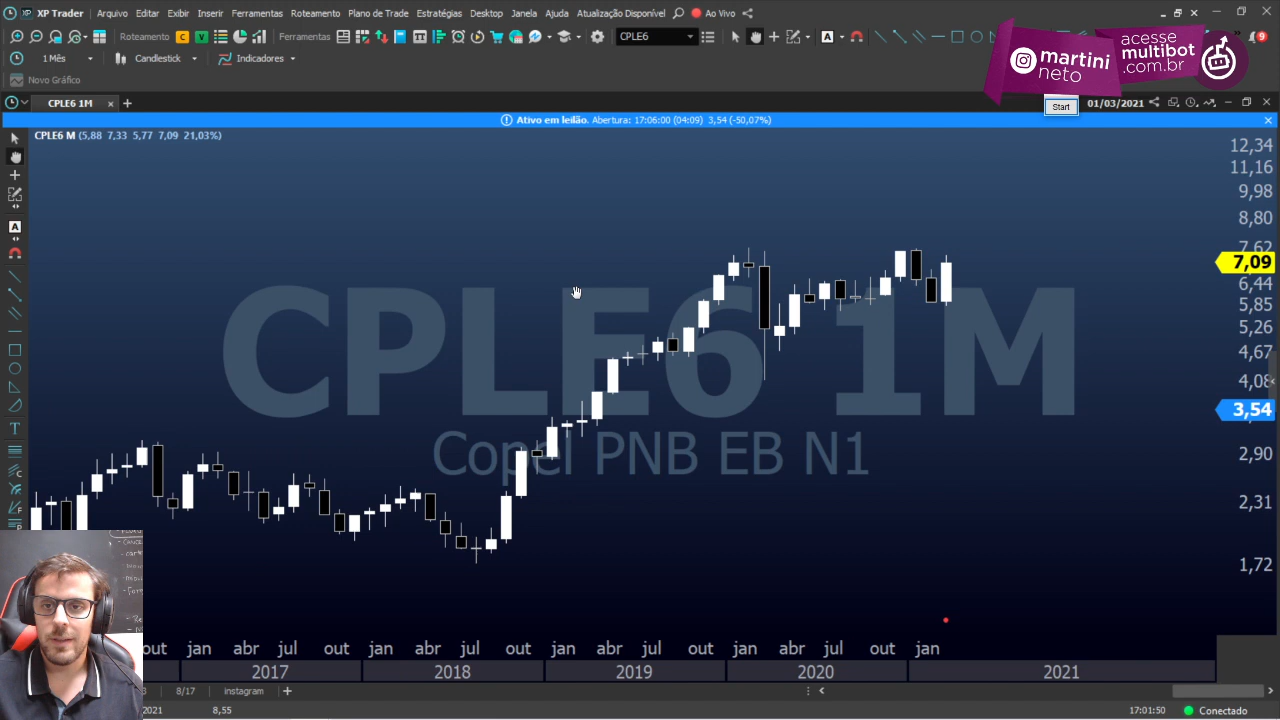 XP Trader Arquivo Editar Exibir Inserir Ferramentas Roteamento Plano de Trade Estratégias Desktop Janela Ajuda Atualização Disponível Ao Vivo
Roteamento C V Ferramentas CPLE6 A 9
1 Mês Candlestick Indicadores
Novo Gráfico
martini
neto
acesse
multibot
.com.br
CPLE6 1M
Start
01/03/2021
Ativo em leilão. Abertura: 17:06:00 (04:09) 3,54 (-50,07%)
CPLE6 M (5,88 7,33 5,77 7,09 21,03%)
CPLE6 1M
Copel PNB EB N1
12,34
11,16
9,98
8,80
7,62
7,09
6,44
5,85
5,26
4,67
4,08
3,54
2,90
2,31
1,72
A
T
out jan abr jul out jan abr jul out jan abr jul out jan abr jul out jan
2017 2018 2019 2020 2021
3 8/17 instagram
2021 8,55 17:01:50 Conectado